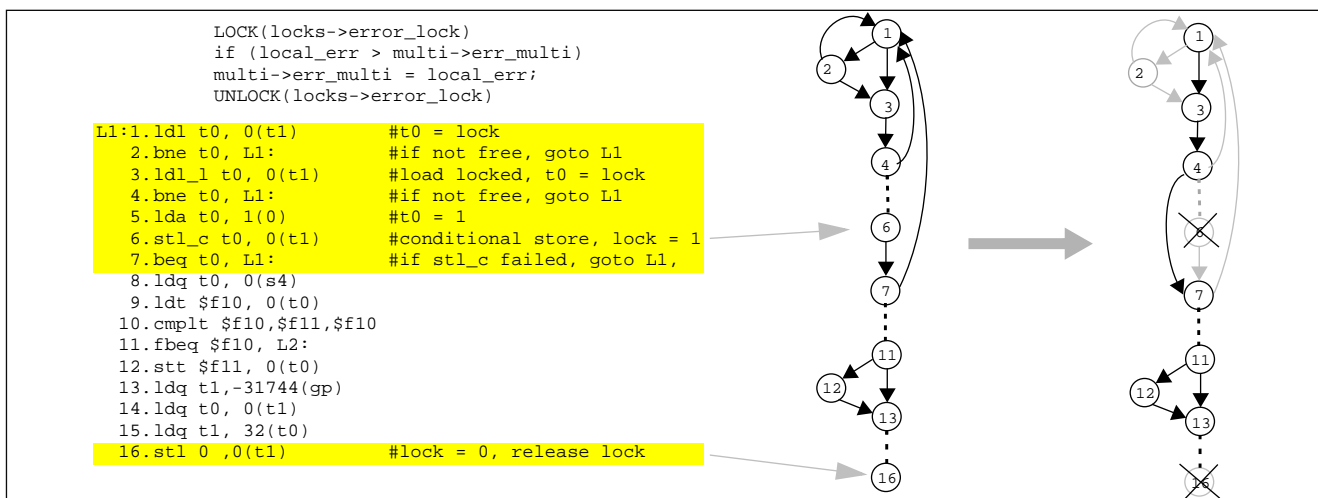 LOCK(locks->error_lock)
if (local_err > multi->err_multi)
multi->err_multi = local_err;
UNLOCK(locks->error_lock)
L1:1.ldl t0, 0(t1) #t0 = lock
2.bne t0, L1: #if not free, goto L1
3.ldl_l t0, 0(t1) #load locked, t0 = lock
4.bne t0, L1: #if not free, goto L1
5.lda t0, 1(0) #t0 = 1
6.stl_c t0, 0(t1) #conditional store, lock = 1
7.beq t0, L1: #if stl_c failed, goto L1,
8.ldq t0, 0(s4)
9.ldt $f10, 0(t0)
10.cmplt $f10,$f11,$f10
11.fbeq $f10, L2:
12.stt $f11, 0(t0)
13.ldq t1,-31744(gp)
14.ldq t0, 0(t1)
15.ldq t1, 32(t0)
16.stl 0 ,0(t1) #lock = 0, release lock
1
2
3
4
6
7
11
12
13
16
1
2
3
4
6
7
11
12
13
16